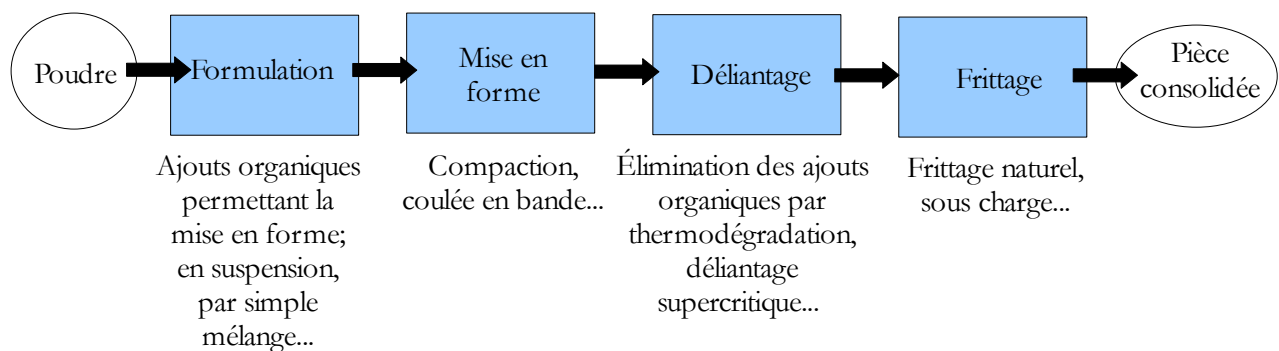 Poudre
Formulation
Mise en
forme
Déliantage
Frittage
Pièce
consolidée
Ajouts organiques
permettant la
mise en forme;
en suspension,
par simple
mélange...
Compaction,
coulée en bande...
Élimination des ajouts
organiques par
thermodégradation,
déliantage
supercritique...
Frittage naturel,
sous charge...